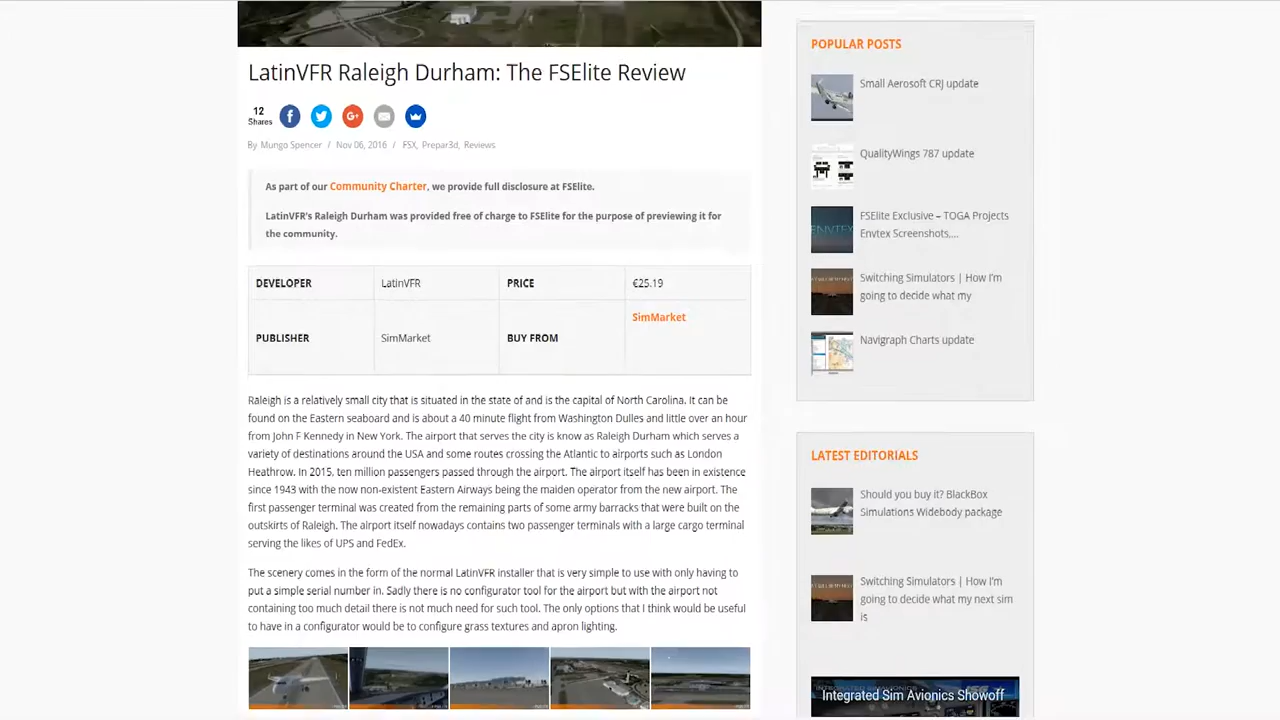 LatinVFR Raleigh Durham: The FSElite Review
12
Shares
By Mungo Spencer / Nov 06, 2016 / FSX, Prepar3d, Reviews
As part of our Community Charter, we provide full disclosure at FSElite.
LatinVFR's Raleigh Durham was provided free of charge to FSElite for the purpose of previewing it for
the community.
DEVELOPER LatinVFR PRICE €25.19
SimMarket
PUBLISHER SimMarket BUY FROM
Raleigh is a relatively small city that is situated in the state of and is the capital of North Carolina. It can be
found on the Eastern seaboard and is about a 40 minute flight from Washington Dulles and little over an hour
from John F Kennedy in New York. The airport that serves the city is know as Raleigh Durham which serves a
variety of destinations around the USA and some routes crossing the Atlantic to airports such as London
Heathrow. In 2015, ten million passengers passed through the airport. The airport itself has been in existence
since 1943 with the now non-existent Eastern Airways being the maiden operator from the new airport. The
first passenger terminal was created from the remaining parts of some army barracks that were built on the
outskirts of Raleigh. The airport itself nowadays contains two passenger terminals with a large cargo terminal
serving the likes of UPS and FedEx.
The scenery comes in the form of the normal LatinVFR installer that is very simple to use with only having to
put a simple serial number in. Sadly there is no configurator tool for the airport but with the airport not
containing too much detail there is not much need for such tool. The only options that I think would be useful
to have in a configurator would be to configure grass textures and apron lighting.
POPULAR POSTS
Small Aerosoft CRJ update
QualityWings 787 update
ENVTEX
FSElite Exclusive – TOGA Projects
Envtex Screenshots,...
Switching Simulators | How I'm
going to decide what my
Navigraph Charts update
LATEST EDITORIALS
Should you buy it? BlackBox
Simulations Widebody package
Switching Simulators | How I'm
going to decide what my next sim
is
Integrated Sim Avionics Showoff